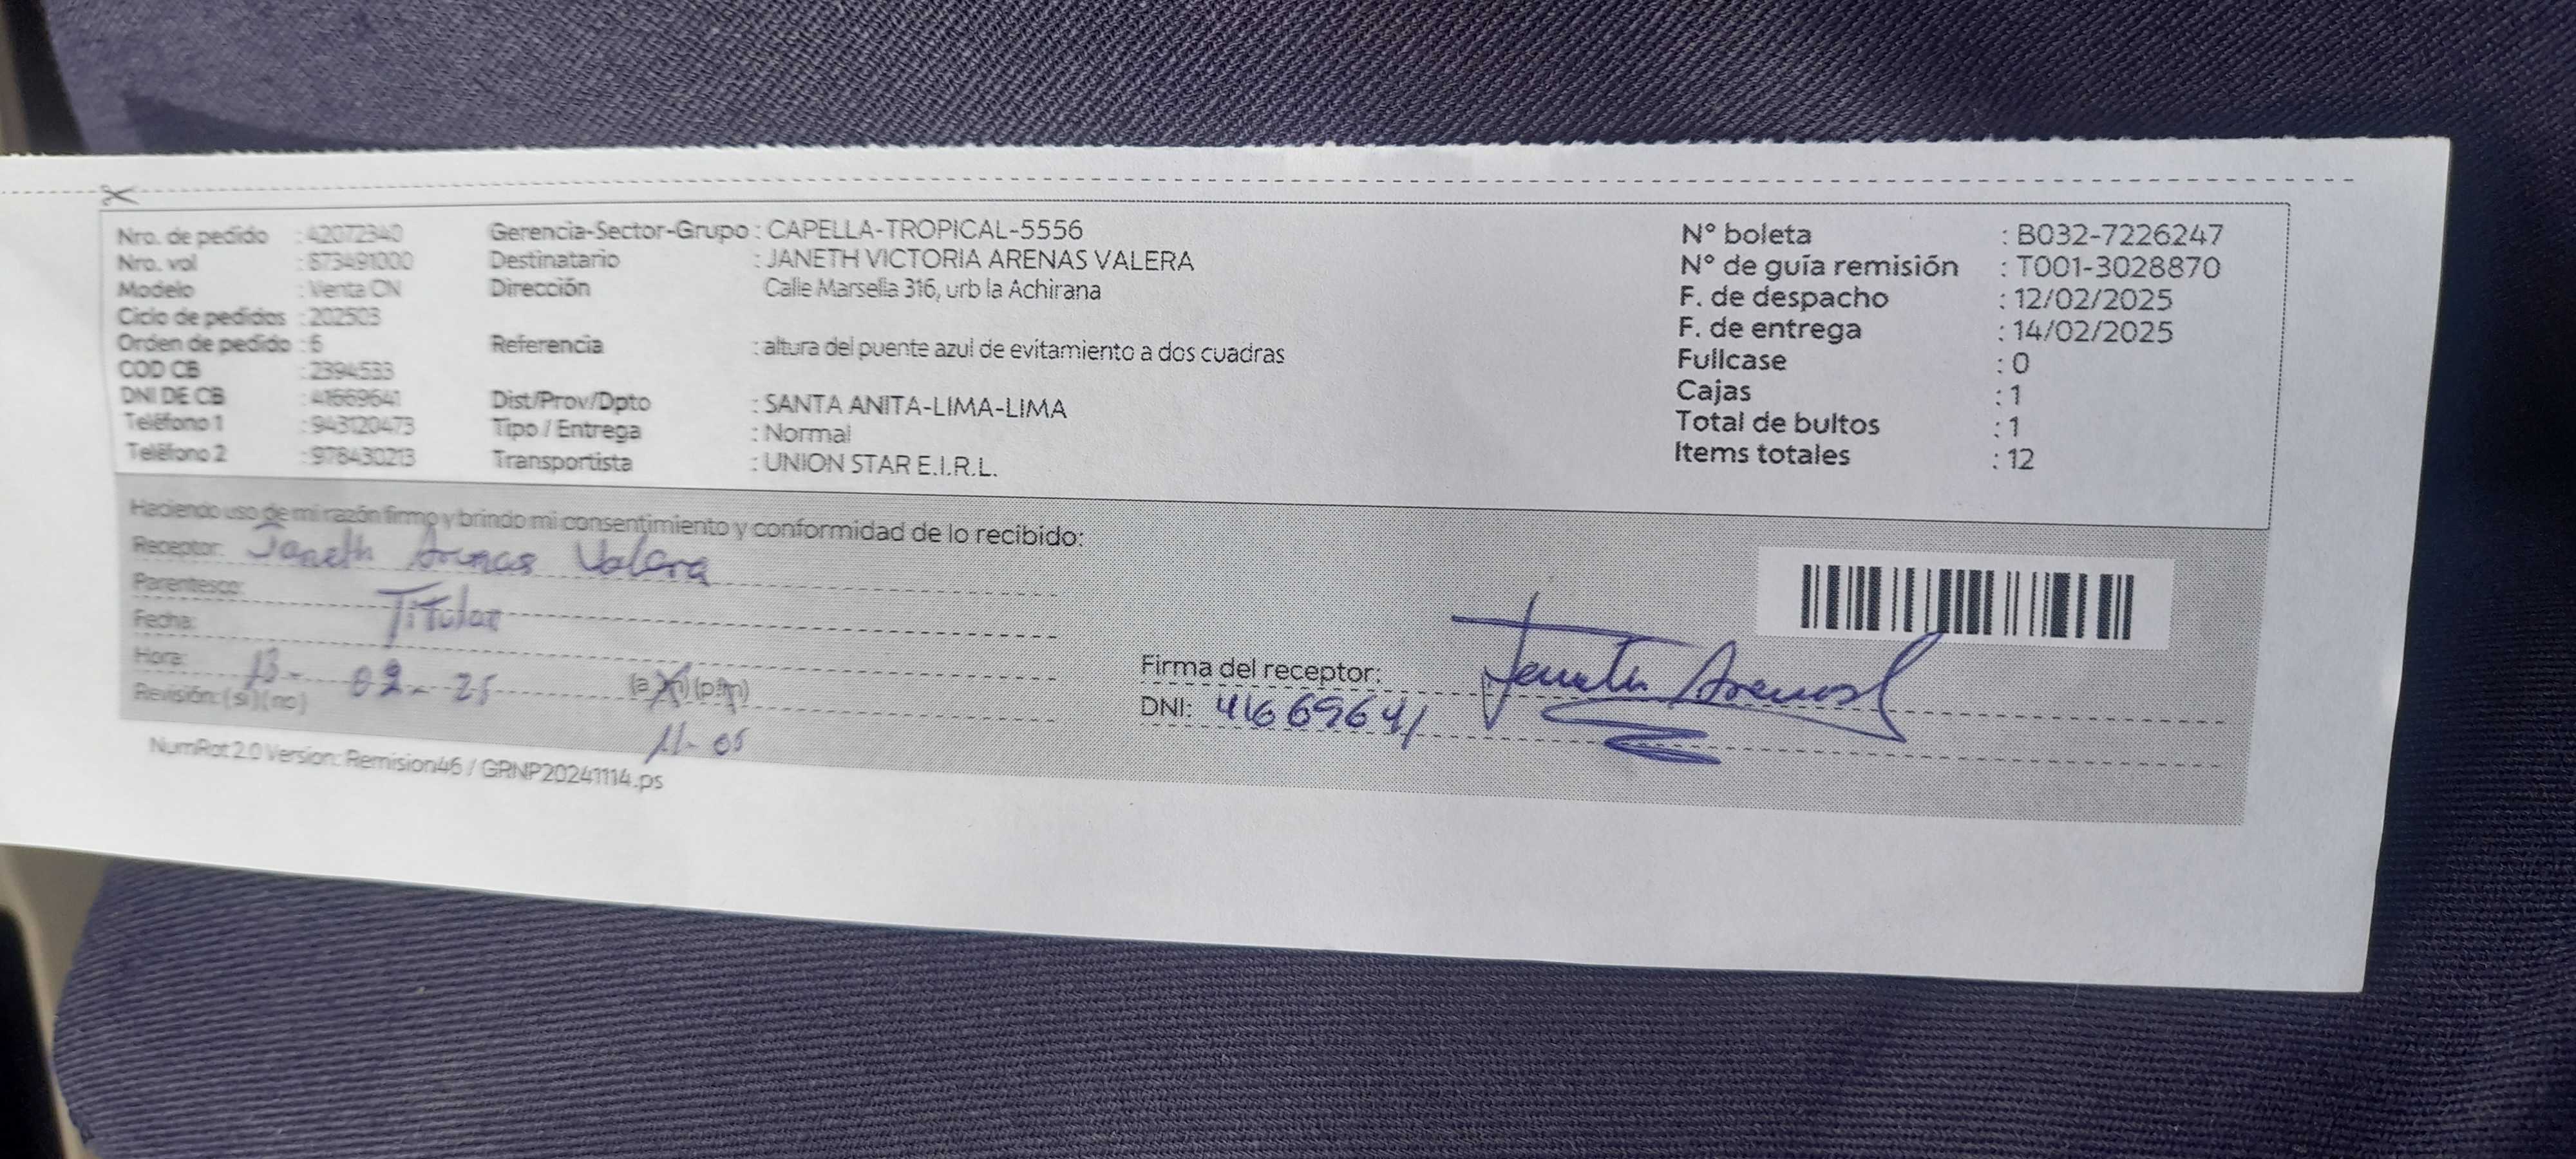 Nro. de pedido : 42072340
Nro. val : 873491000
Modelo : Venta CN
Ciclo de pedidos : 202503
Orden de pedido : 6
COD CB : 2394533
DNI DE CB : 41669641
Teléfono 1 : 943120473
Teléfono 2 : 978430213
Gerencia-Sector-Grupo : CAPELLA-TROPICAL-5556
Destinatario : JANETH VICTORIA ARENAS VALERA
Dirección Calle Marsella 316, urb la Achirana
Referencia : altura del puente azul de evitamiento a dos cuadras
Dist/Prov/Dpto : SANTA ANITA-LIMA-LIMA
Tipo / Entrega : Normal
Transportista : UNION STAR E.I.R.L.
N° boleta : B032-7226247
N° de guía remisión : T001-3028870
F. de despacho : 12/02/2025
F. de entrega : 14/02/2025
Fullcase : 0
Cajas : 1
Total de bultos : 1
Items totales : 12
Haciendo uso de mi razón firmo y brindo mi consentimiento y conformidad de lo recibido:
Receptor: Janeth Arenas Valera
Parentesco:
Titular
Fecha:
Hora:
13- 02- 25 (a.m) (p.m)
Revisión: (si) (no)
11- 05
Firma del receptor: Janeth Arenas
DNI: 41669641
NumRot 2.0 Version: Remision46 / GRNP20241114.ps